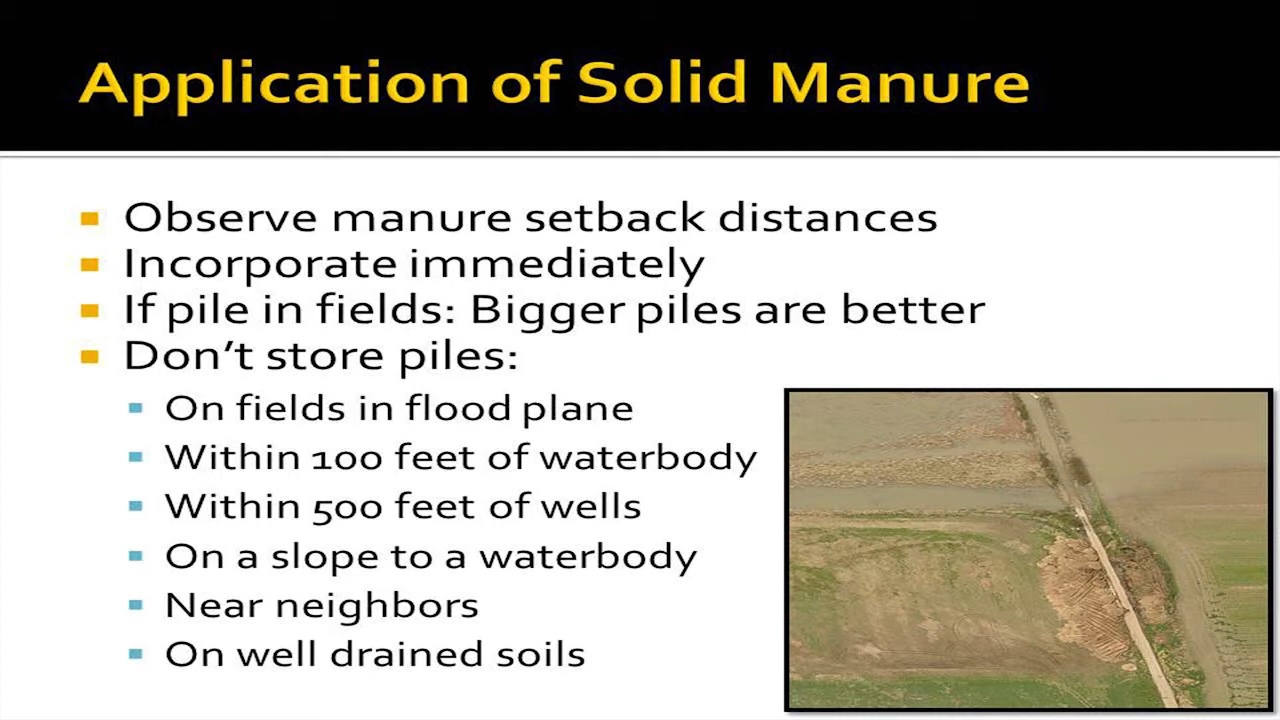 Application of Solid Manure
Observe manure setback distances
Incorporate immediately
If pile in fields: Bigger piles are better
Don't store piles:
On fields in flood plane
Within 100 feet of waterbody
Within 500 feet of wells
On a slope to a waterbody
Near neighbors
On well drained soils